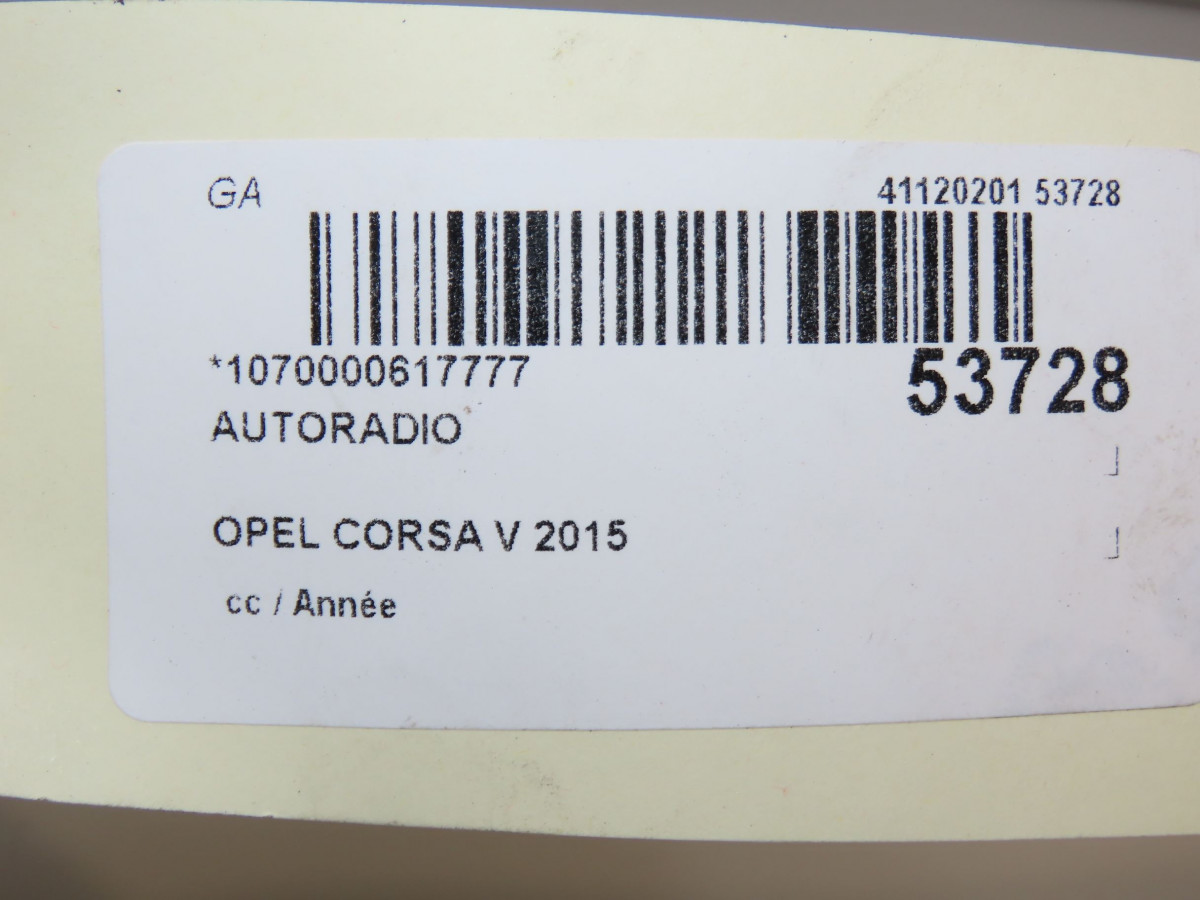 GA 41120201 53728
*1070000617777 53728
AUTORADIO
OPEL CORSA V 2015
cc / Année